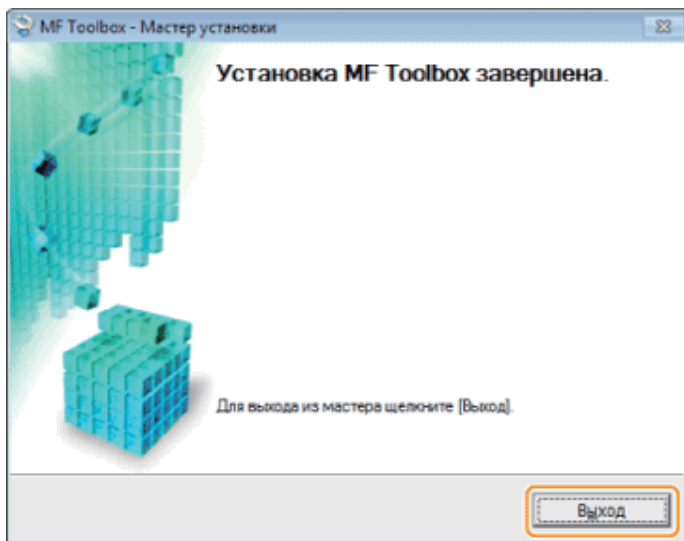 MF Toolbox - Мастер установки
Установка MF Toolbox завершена.
Для выхода из мастера щелкните [Выход].
Выход